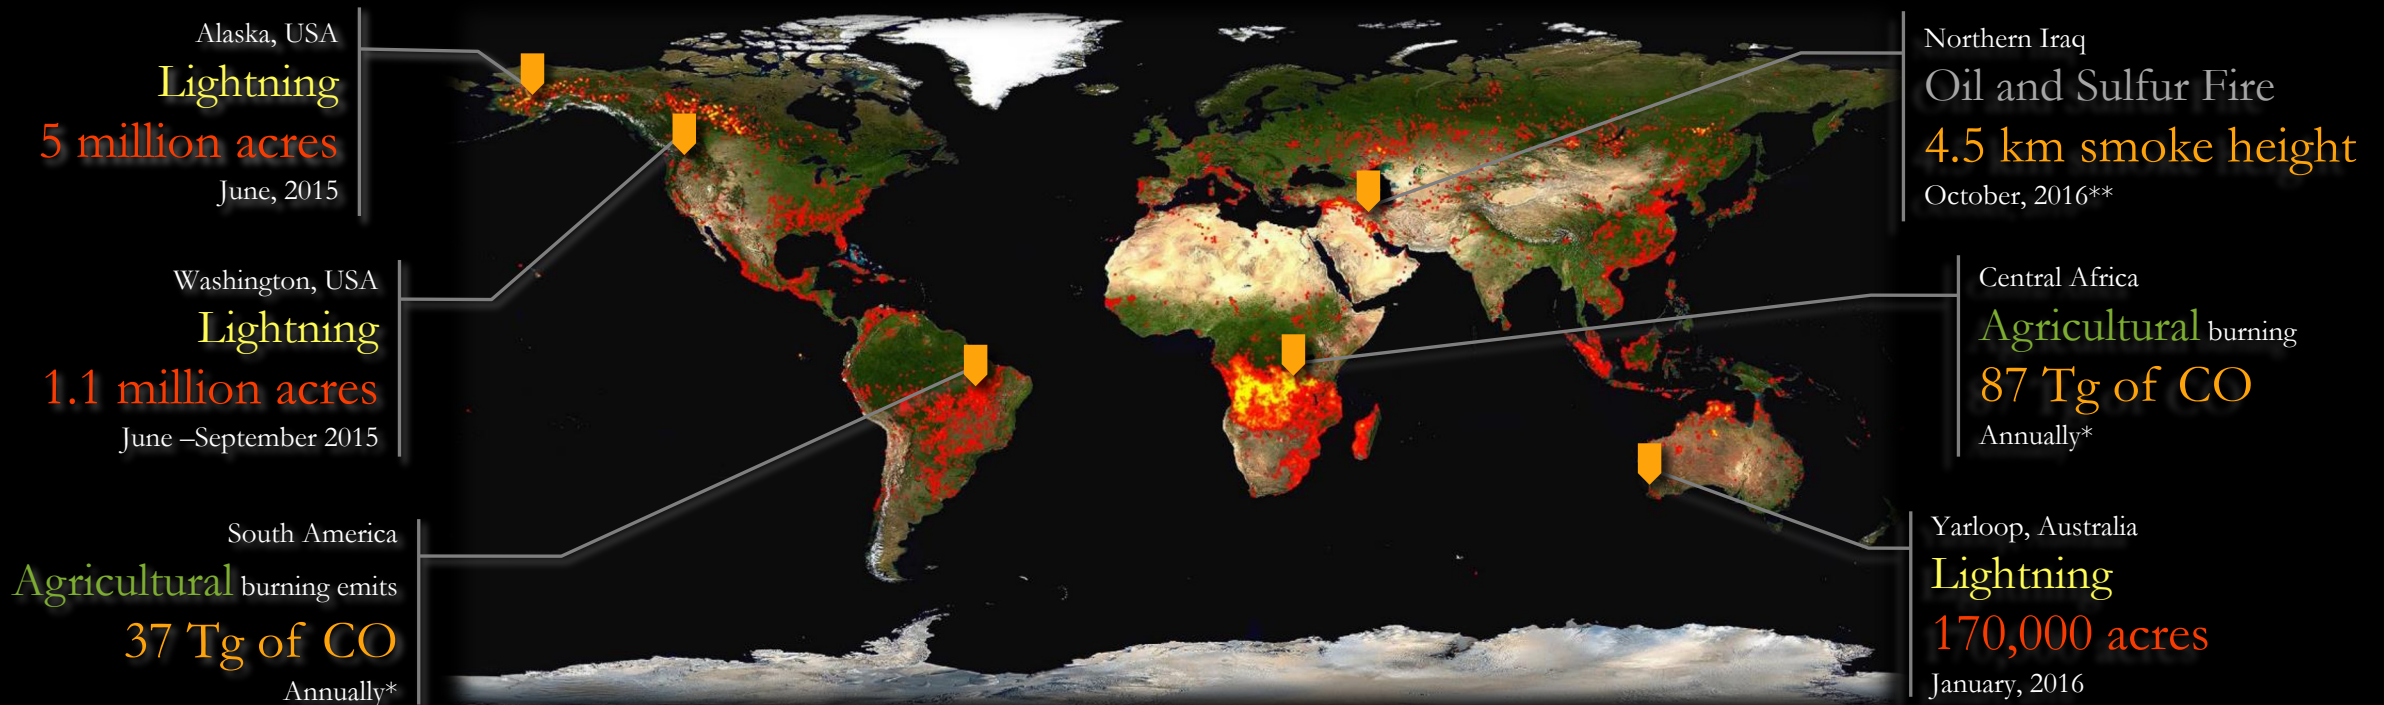 Alaska, USA
Lightning
5 million acres
June, 2015
Washington, USA
Lightning
1.1 million acres
June –September 2015
South America
Agricultural burning emits
37 Tg of CO
Annually*
Northern Iraq
Oil and Sulfur Fire
4.5 km smoke height
October, 2016**
Central Africa
Agricultural burning
87 Tg of CO
Annually*
Yarloop, Australia
Lightning
170,000 acres
January, 2016